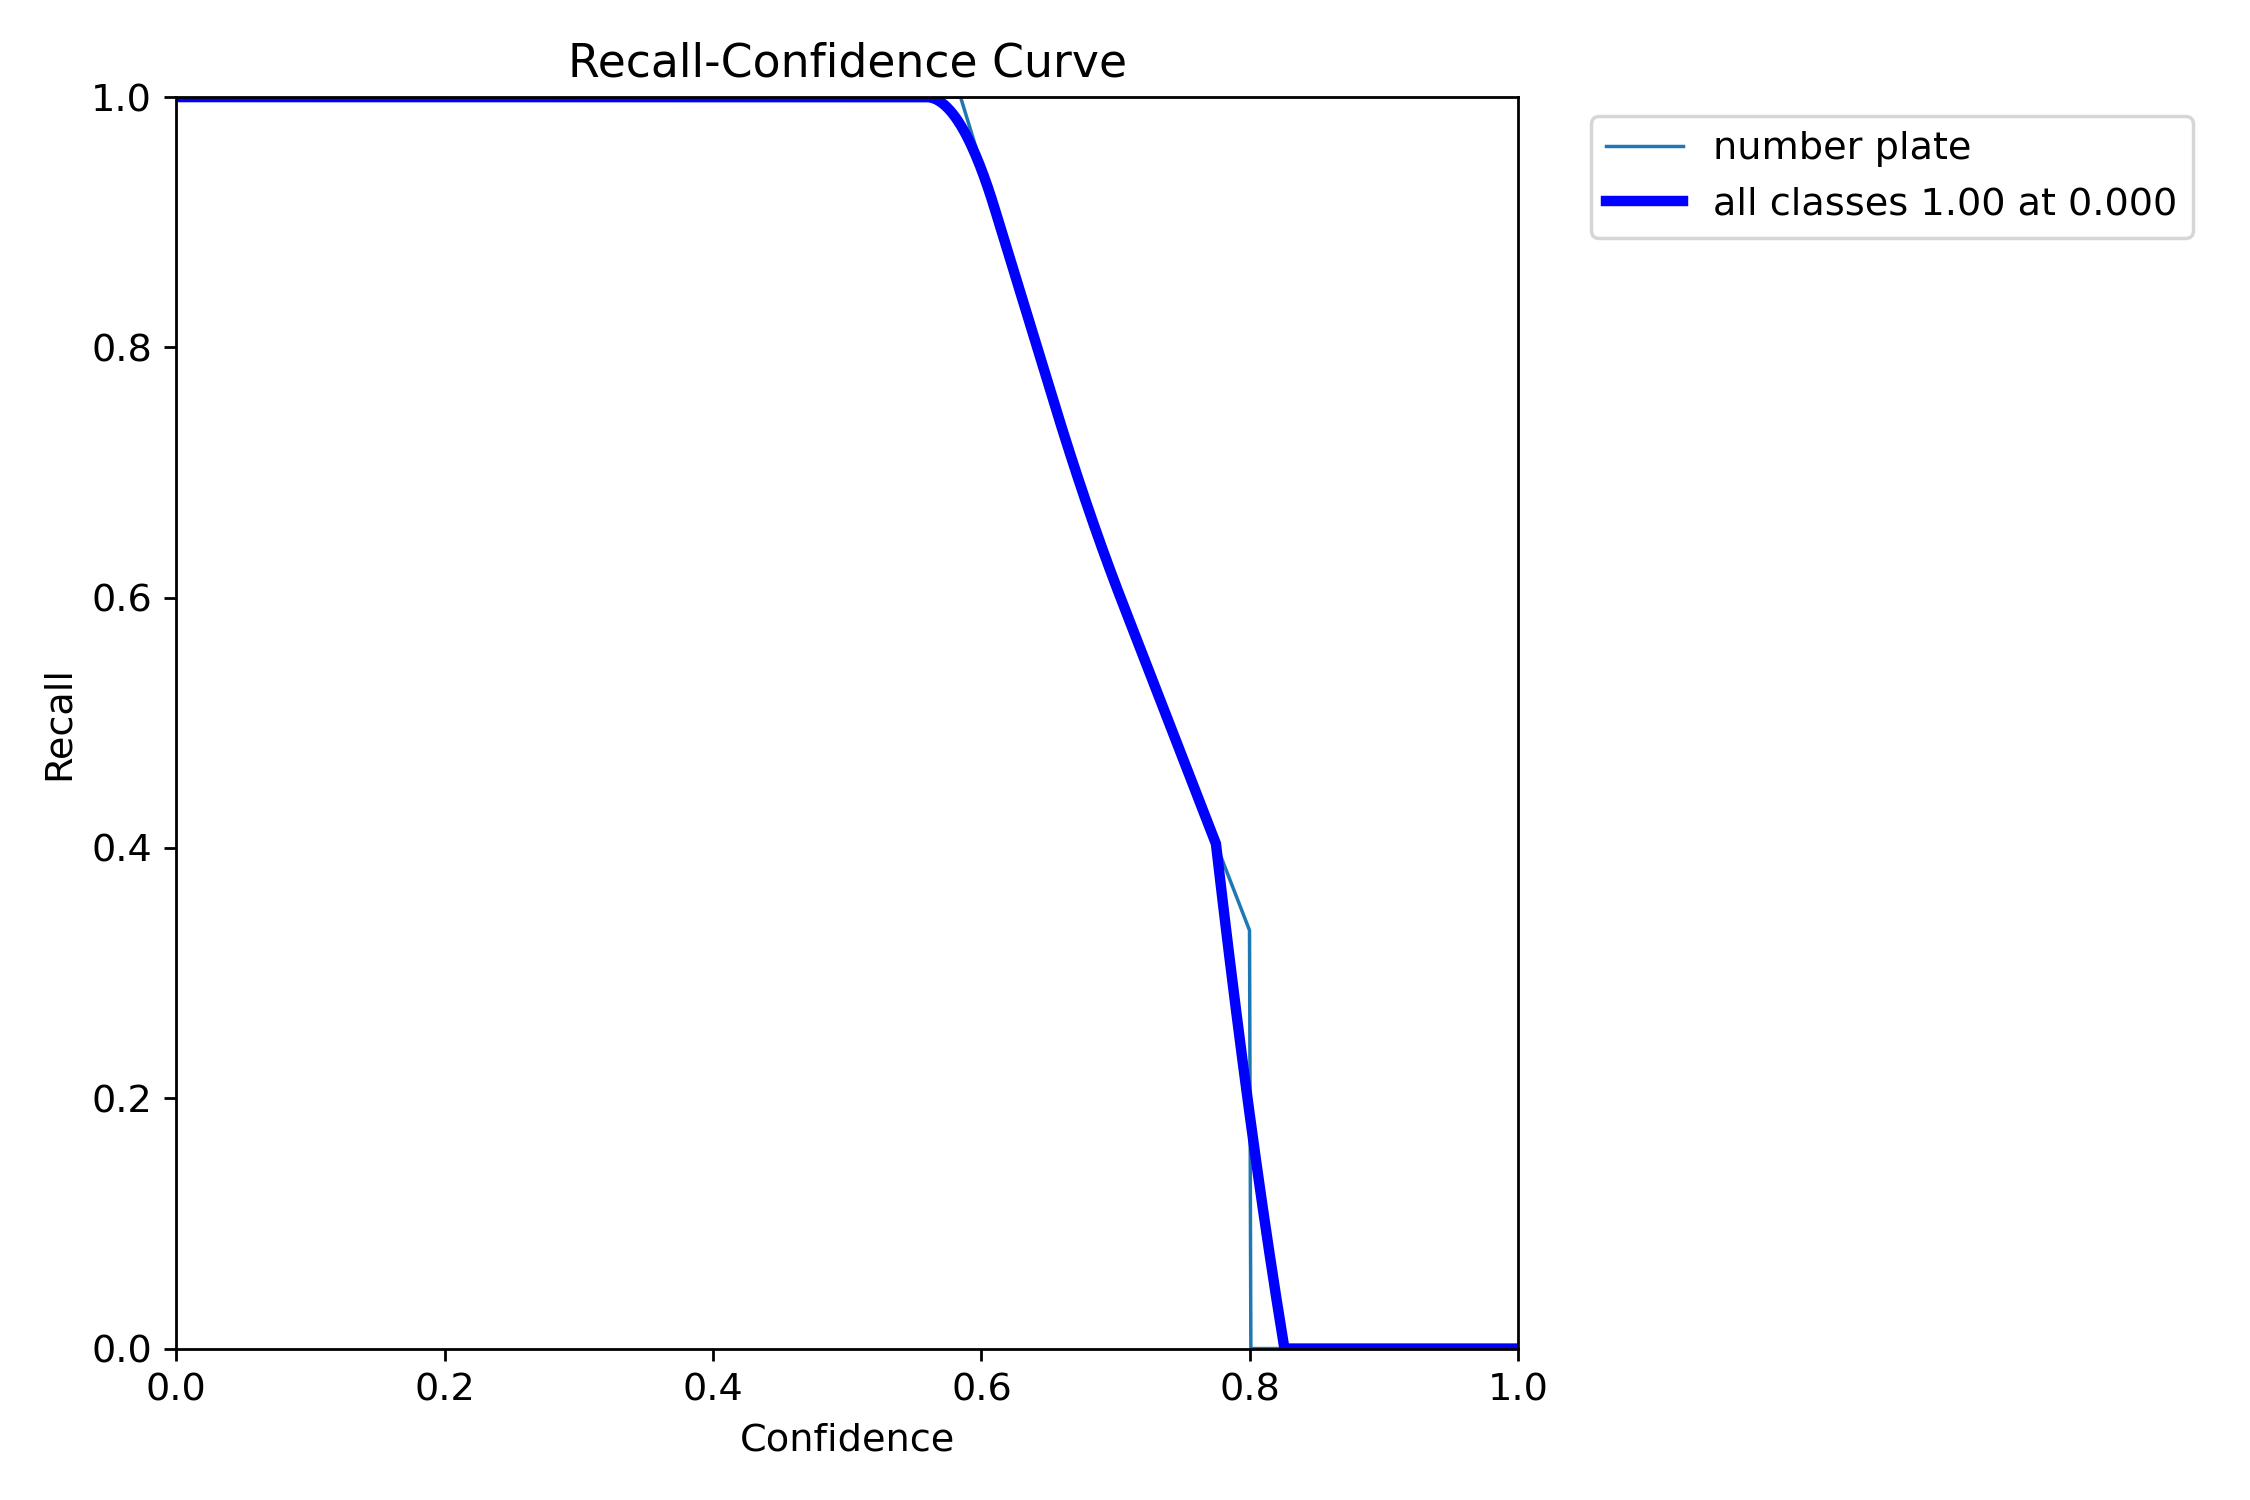 Recall-Confidence Curve
1.0
0.8
0.6
0.4
0.2
0.0
Recall
0.0 0.2 0.4 0.6 0.8 1.0
Confidence
number plate
all classes 1.00 at 0.000